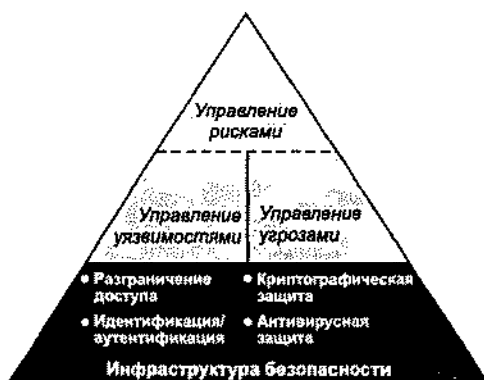 Управление
рисками
Управление
уязвимостями
Управление
угрозами
• Разграничение
доступа
• Криптографическая
защита
• Идентификация/
аутентификация
• Антивирусная
защита
Инфраструктура безопасности